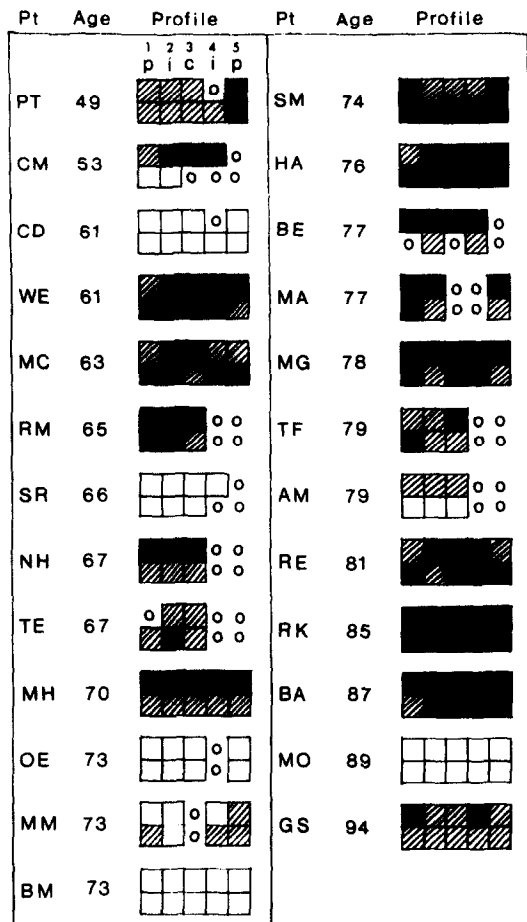 Pt Age Profile Pt Age Profile
1 2 3 4 5
p i c i p
PT 49 o SM 74
CM 53 o HA 76
o o o
CD 61 o BE 77 o
o o o
WE 61 MA 77 o o
o o
MC 63 MG 78
RM 65 o o TF 79 o o
o o o o
SR 66 o AM 79 o o
o o o o
NH 67 o o RE 81
o o
TE 67 o o o RK 85
o o
MH 70 BA 87
OE 73 o MO 89
o
MM 73 o GS 94
o
BM 73